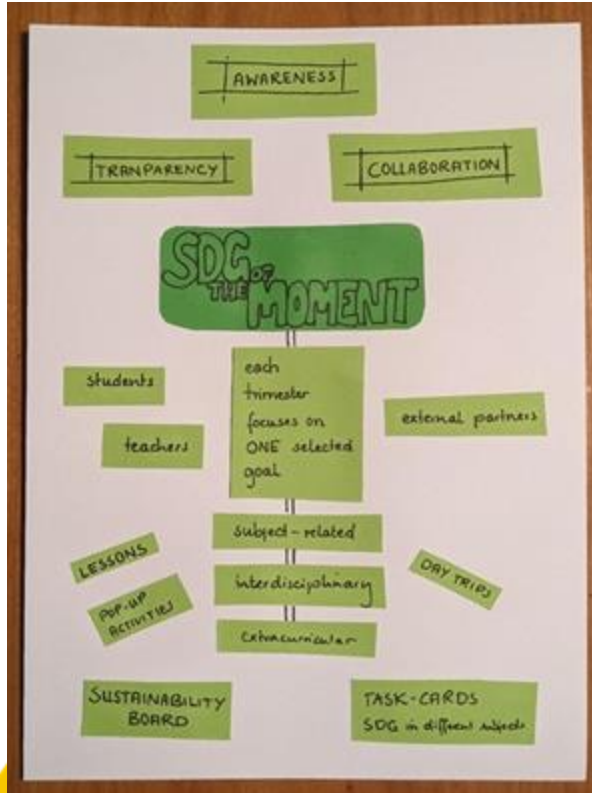 AWARENESS
TRANPARENCY
COLLABORATION
SDG OF
THE MOMENT
students
teachers
each
trimester
focuses on
ONE selected
goal
external partners
subject-related
interdisciplinary
extracurricular
LESSONS
POP-UP
ACTIVITIES
DAY TRIPS
SUSTAINABILITY
BOARD
TASK-CARDS
SDG in different subjects